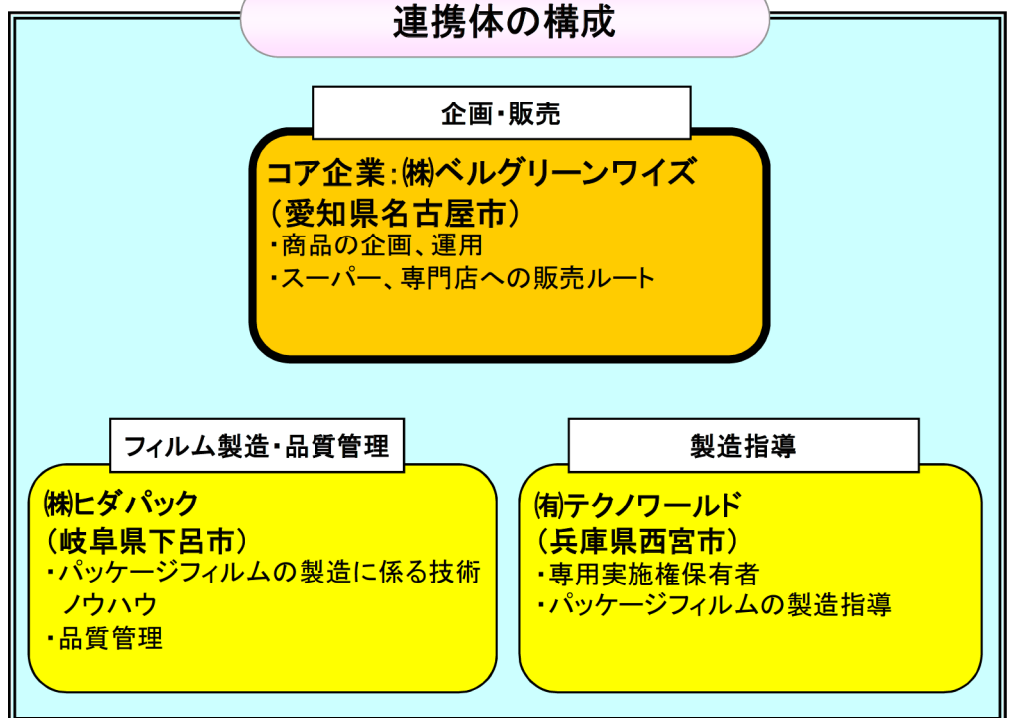 連携体の構成
企画・販売
コア企業：㈱ベルグリーンワイズ
（愛知県名古屋市）
・商品の企画、運用
・スーパー、専門店への販売ルート
フィルム製造・品質管理
㈱ヒダパック
（岐阜県下呂市）
・パッケージフィルムの製造に係る技術
ノウハウ
・品質管理
製造指導
㈲テクノワールド
（兵庫県西宮市）
・専用実施権保有者
・パッケージフィルムの製造指導